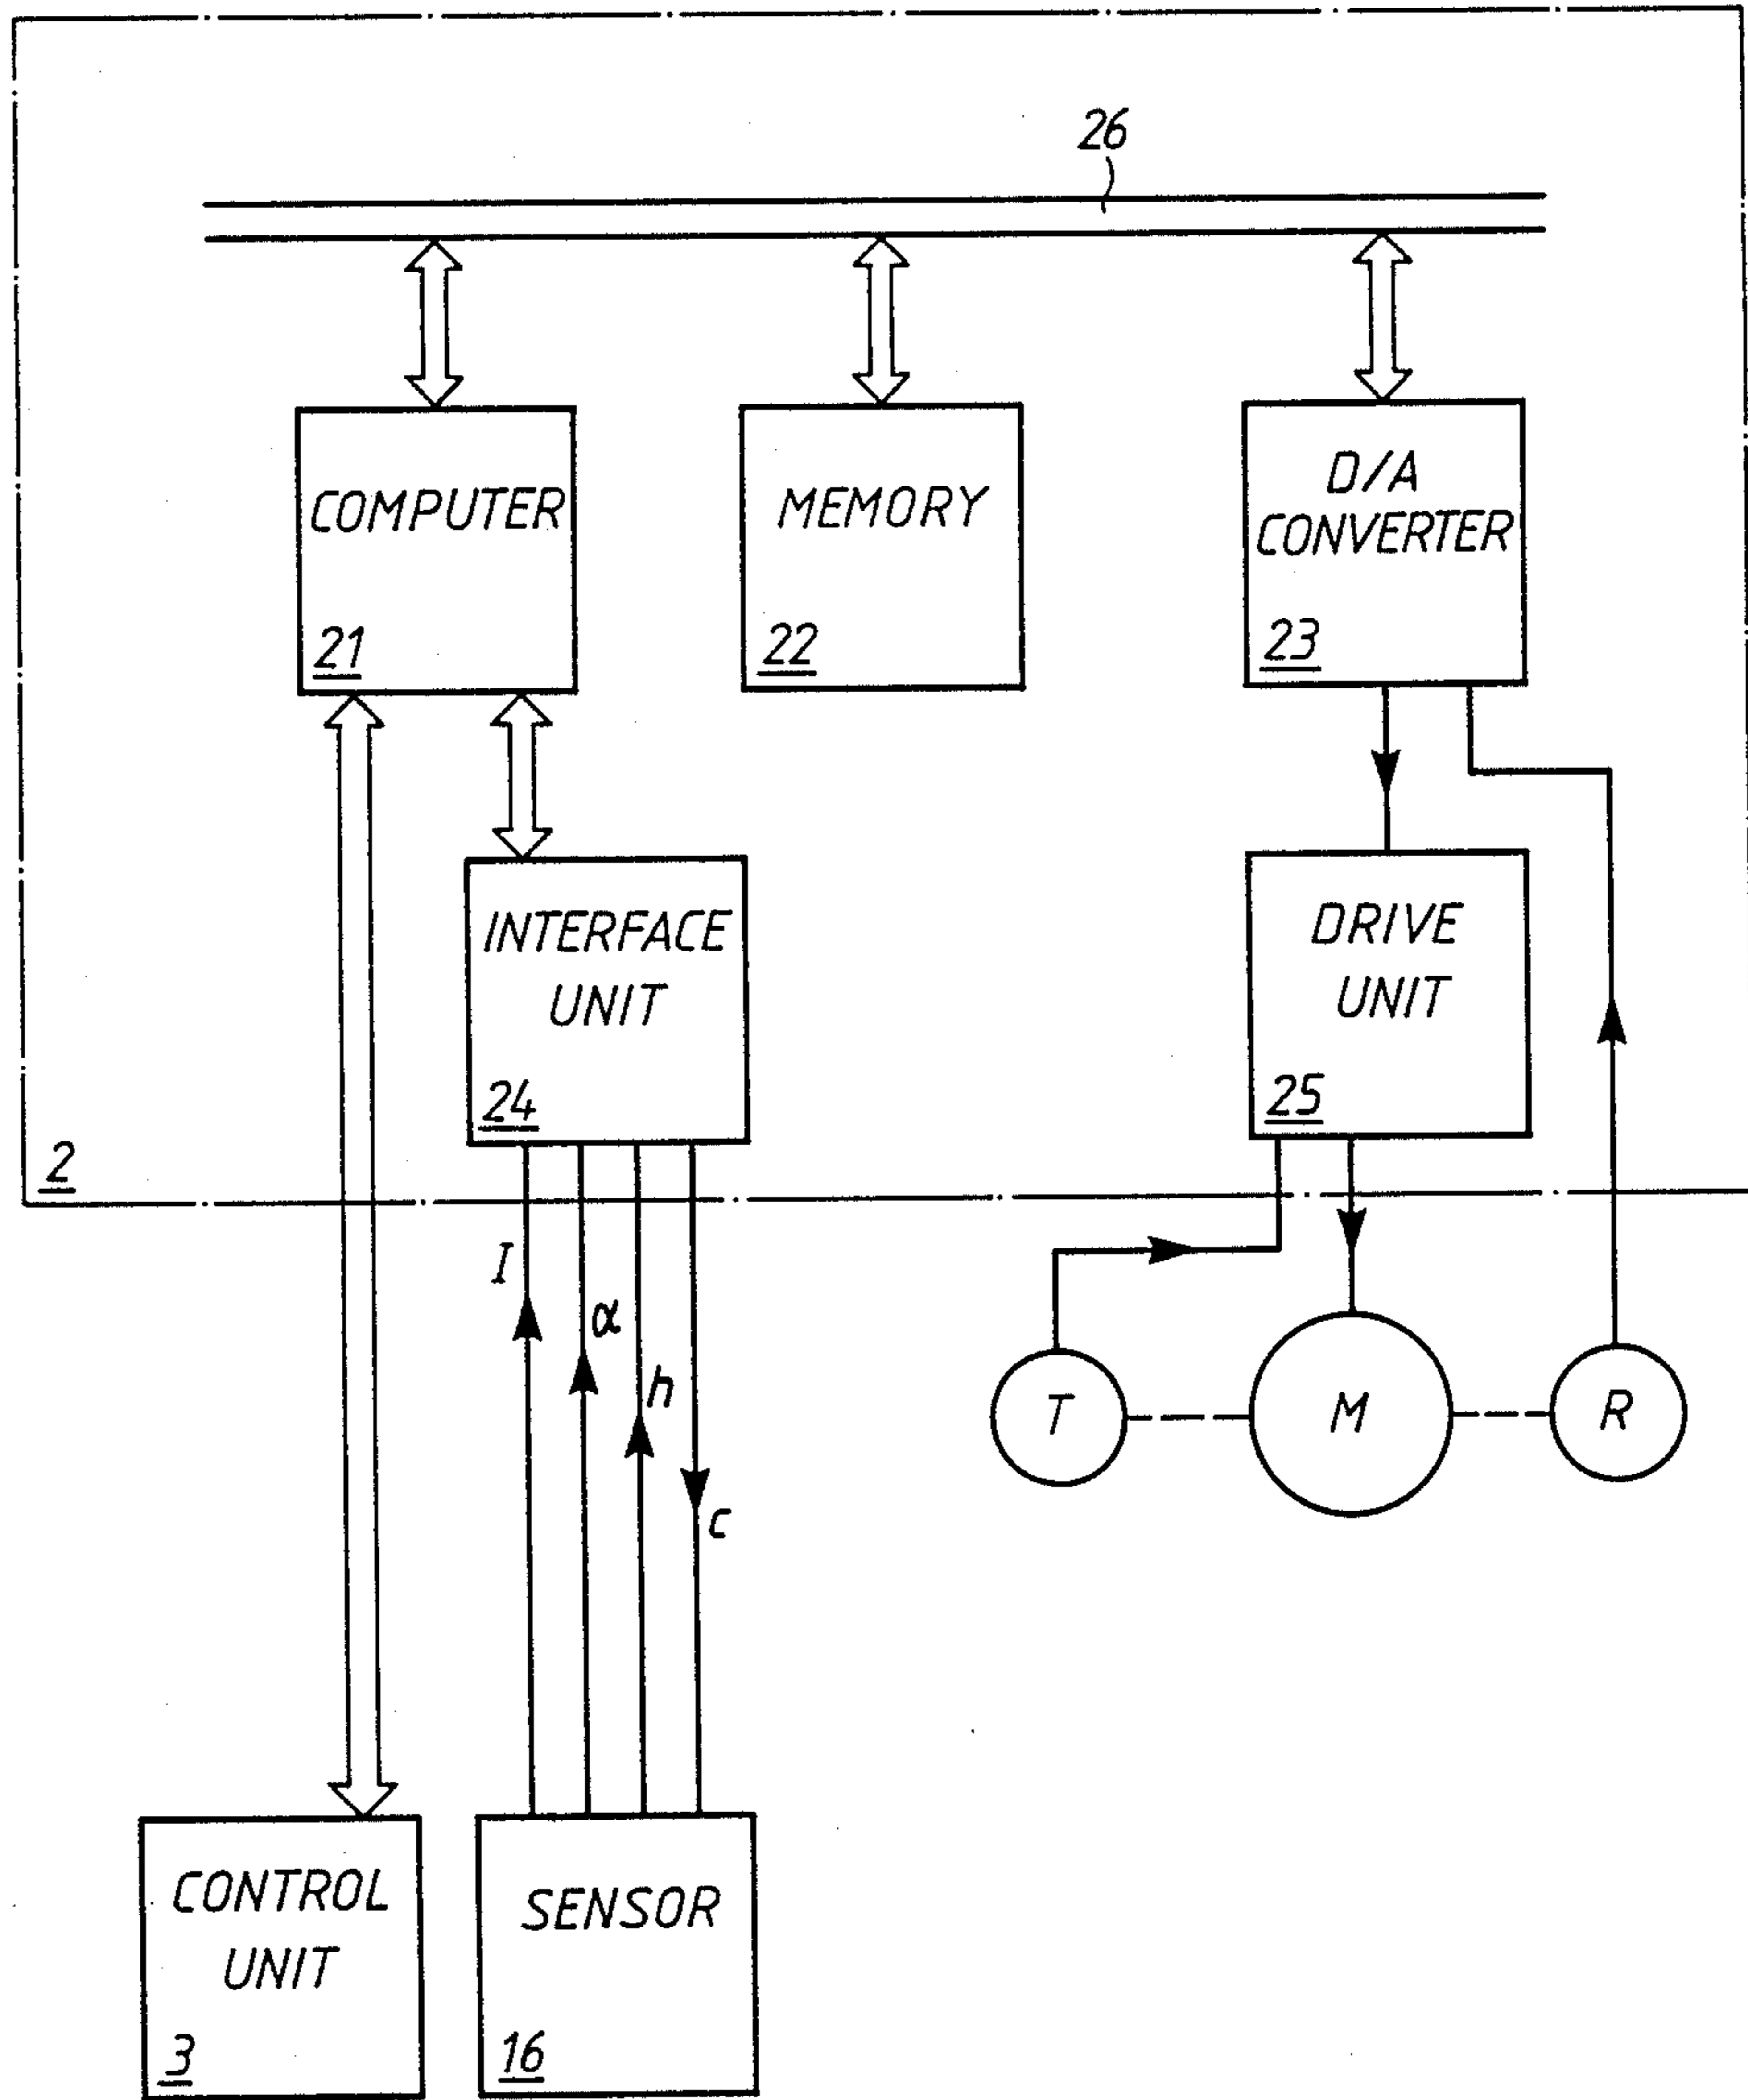 26
COMPUTER
21
MEMORY
22
D/A
CONVERTER
23
INTERFACE
UNIT
24
DRIVE
UNIT
25
2
I
α
h
c
T
M
R
CONTROL
UNIT
3
SENSOR
16